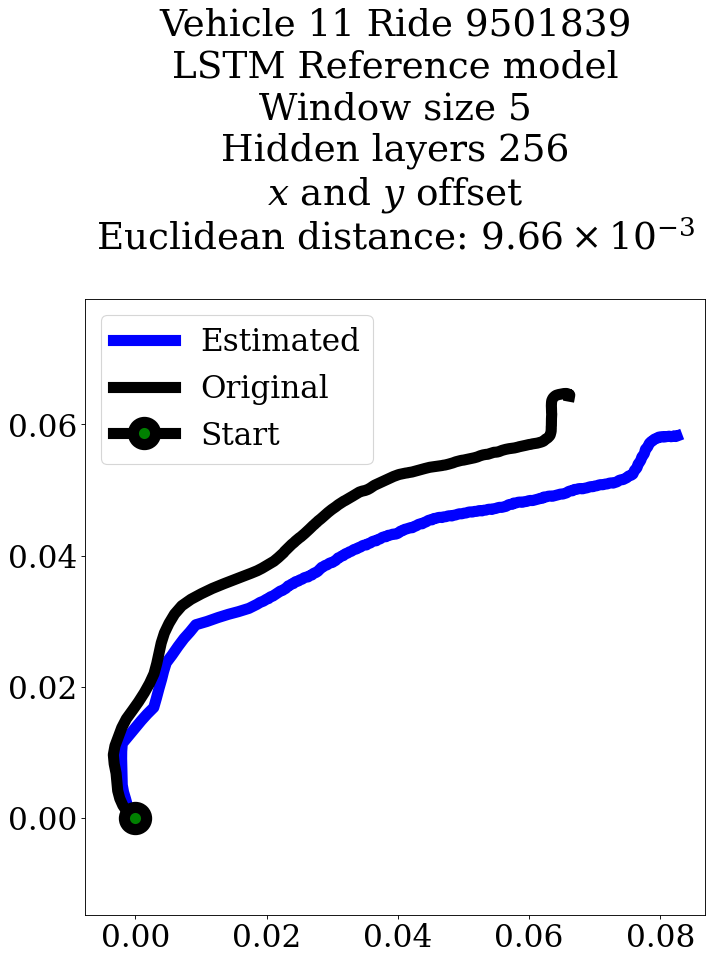 Vehicle 11 Ride 9501839
LSTM Reference model
Window size 5
Hidden layers 256
x and y offset
Euclidean distance: 9.66 × 10⁻³
Estimated
Original
Start
0.06
0.04
0.02
0.00
0.00 0.02 0.04 0.06 0.08